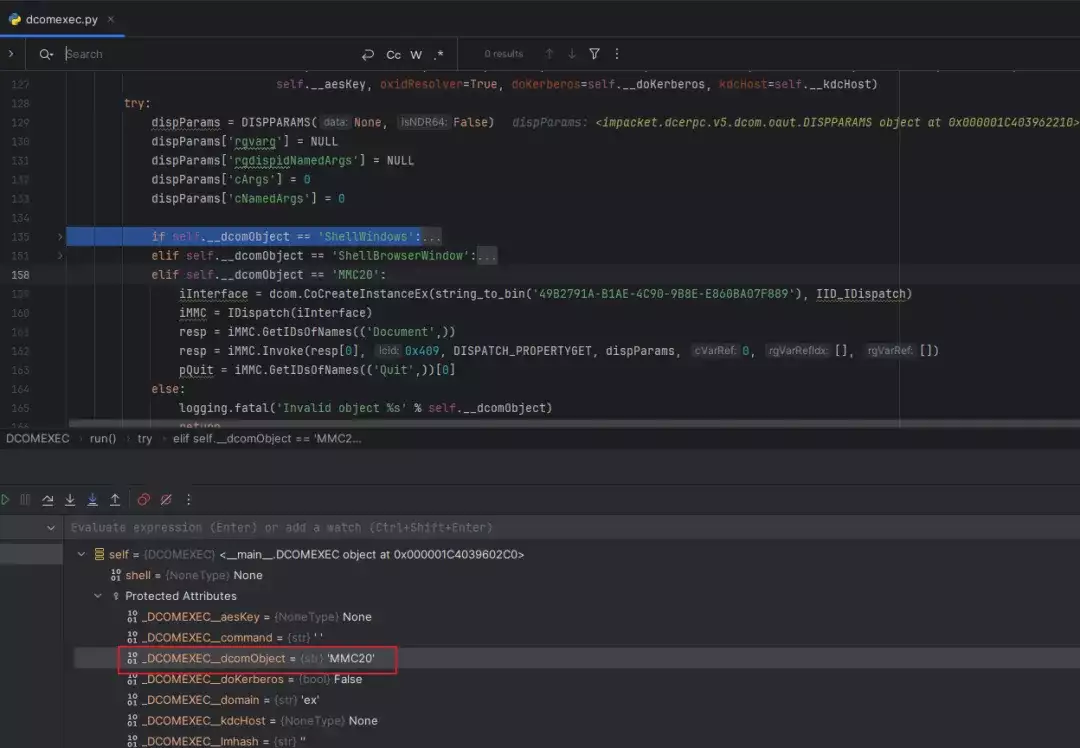 dcomexec.py ×
Search Cc W .* 0 results
127 self.__aesKey, oxidResolver=True, doKerberos=self.__doKerberos, kdcHost=self.__kdcHost)
128 try:
129 dispParams = DISPPARAMS( data: None, isNDR64: False) dispParams: <impacket.dcerpc.v5.dcom.oaut.DISPPARAMS object at 0x000001C403962210>
130 dispParams['rgvarg'] = NULL
131 dispParams['rgdispidNamedArgs'] = NULL
132 dispParams['cArgs'] = 0
133 dispParams['cNamedArgs'] = 0
134
135 if self.__dcomObject == 'ShellWindows':...
151 elif self.__dcomObject == 'ShellBrowserWindow':...
158 elif self.__dcomObject == 'MMC20':
159 iInterface = dcom.CoCreateInstanceEx(string_to_bin('49B2791A-B1AE-4C90-9B8E-E860BA07F889'), IID_IDispatch)
160 iMMC = IDispatch(iInterface)
161 resp = iMMC.GetIDsOfNames(('Document',))
162 resp = iMMC.Invoke(resp[0], lcid: 0x409, DISPATCH_PROPERTYGET, dispParams, cVarRef: 0, rgVarRefIdx: [], rgVarRef: [])
163 pQuit = iMMC.GetIDsOfNames(('Quit',))[0]
164 else:
165 logging.fatal('Invalid object %s' % self.__dcomObject)
166 return
DCOMEXEC › run() › try › elif self.__dcomObject == 'MMC2...
Evaluate expression (Enter) or add a watch (Ctrl+Shift+Enter)
self = {DCOMEXEC} <__main__.DCOMEXEC object at 0x000001C4039602C0>
shell = {NoneType} None
Protected Attributes
_DCOMEXEC__aesKey = {NoneType} None
_DCOMEXEC__command = {str} ' '
_DCOMEXEC__dcomObject = {str} 'MMC20'
_DCOMEXEC__doKerberos = {bool} False
_DCOMEXEC__domain = {str} 'ex'
_DCOMEXEC__kdcHost = {NoneType} None
_DCOMEXEC__lmhash = {str} ''